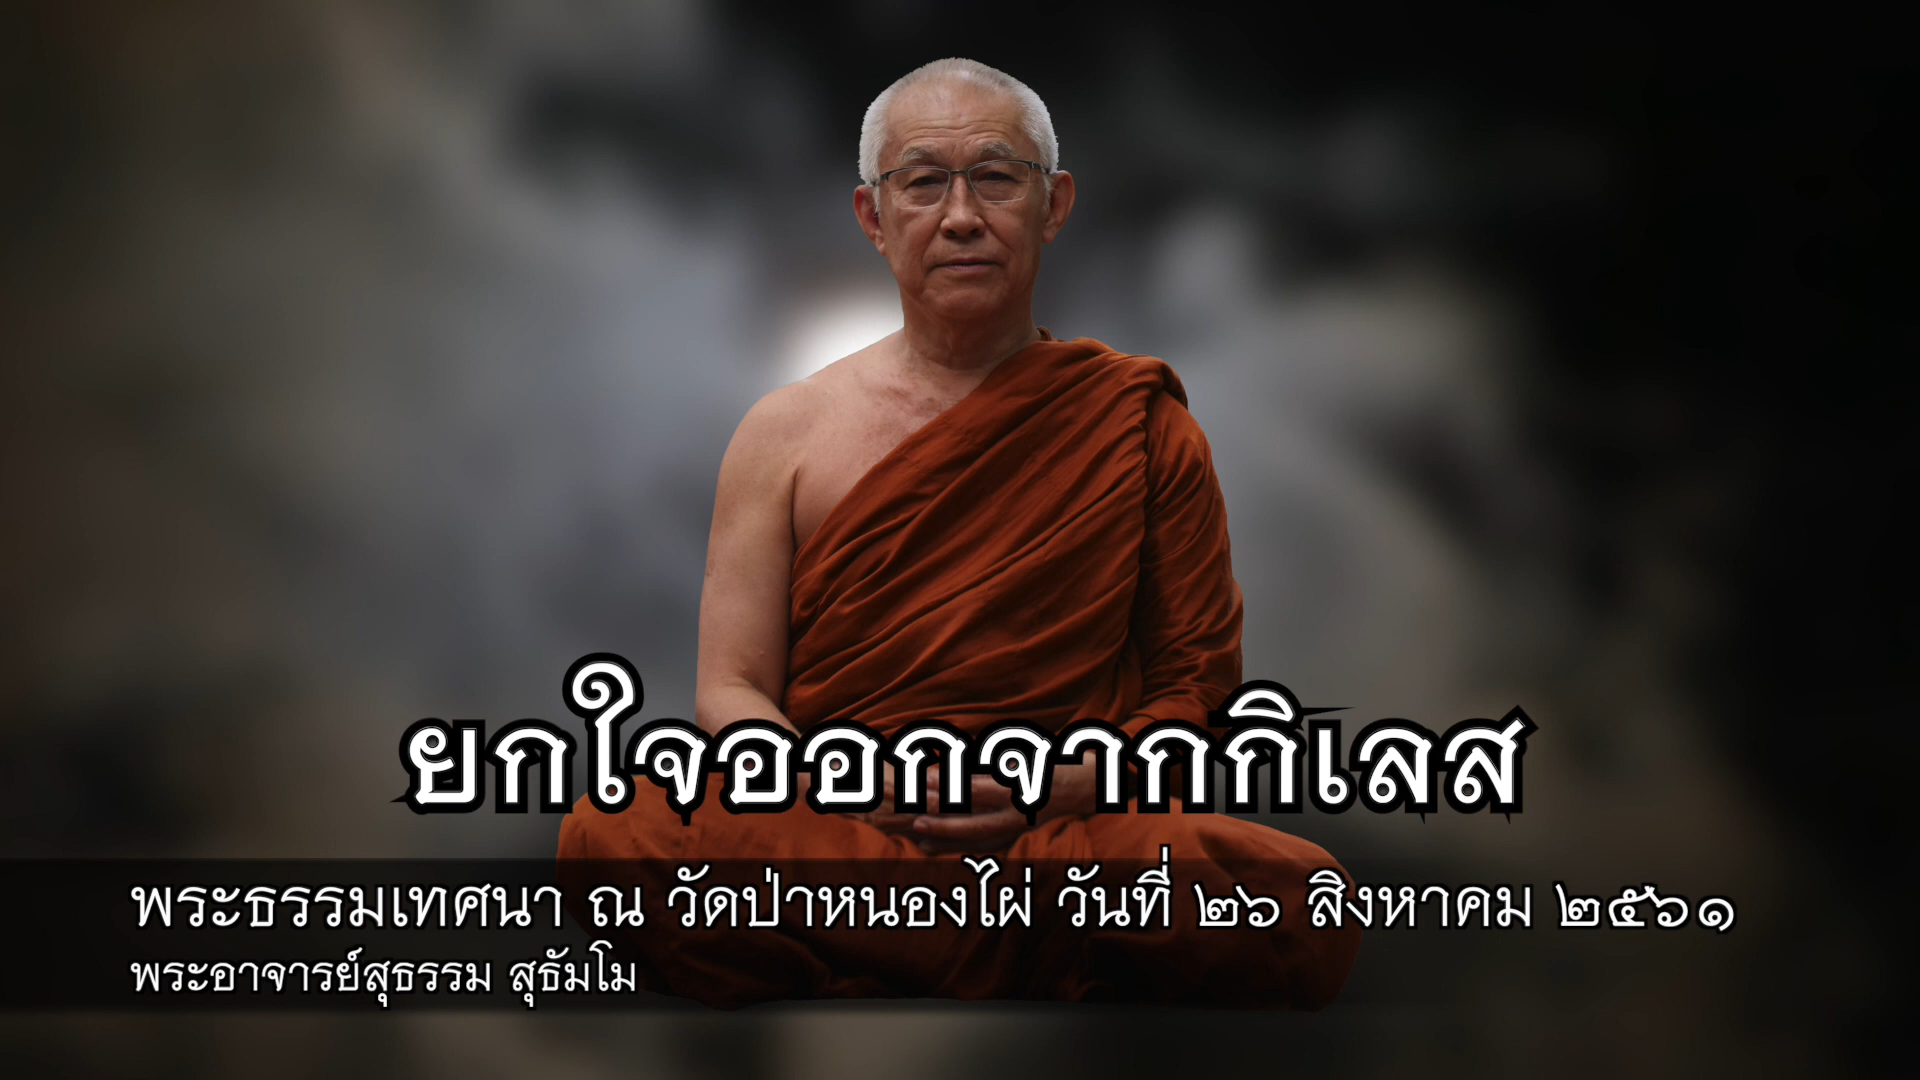 ยกใจออกจากกิเลส
พระธรรมเทศนา ณ วัดป่าหนองไผ่ วันที่ ๒๖ สิงหาคม ๒๕๖๑
พระอาจารย์สุธรรม สุธัมโม